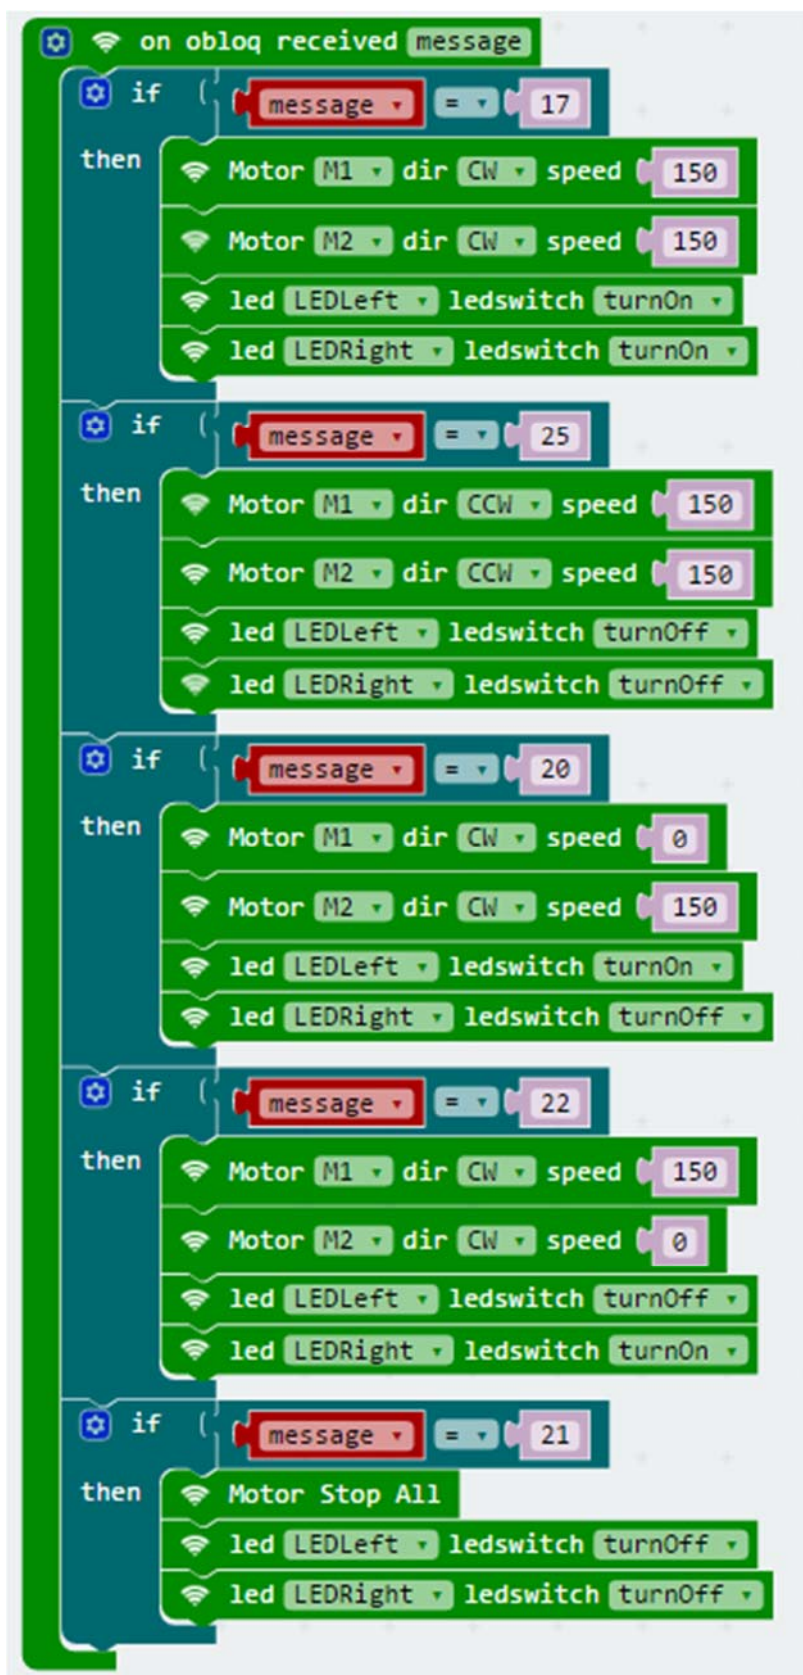 on obloq received message
if message = 17
then
Motor M1 dir CW speed 150
Motor M2 dir CW speed 150
led LEDLeft ledswitch turnOn
led LEDRight ledswitch turnOn
if message = 25
then
Motor M1 dir CCW speed 150
Motor M2 dir CCW speed 150
led LEDLeft ledswitch turnOff
led LEDRight ledswitch turnOff
if message = 20
then
Motor M1 dir CW speed 0
Motor M2 dir CW speed 150
led LEDLeft ledswitch turnOn
led LEDRight ledswitch turnOff
if message = 22
then
Motor M1 dir CW speed 150
Motor M2 dir CW speed 0
led LEDLeft ledswitch turnOff
led LEDRight ledswitch turnOn
if message = 21
then
Motor Stop All
led LEDLeft ledswitch turnOff
led LEDRight ledswitch turnOff